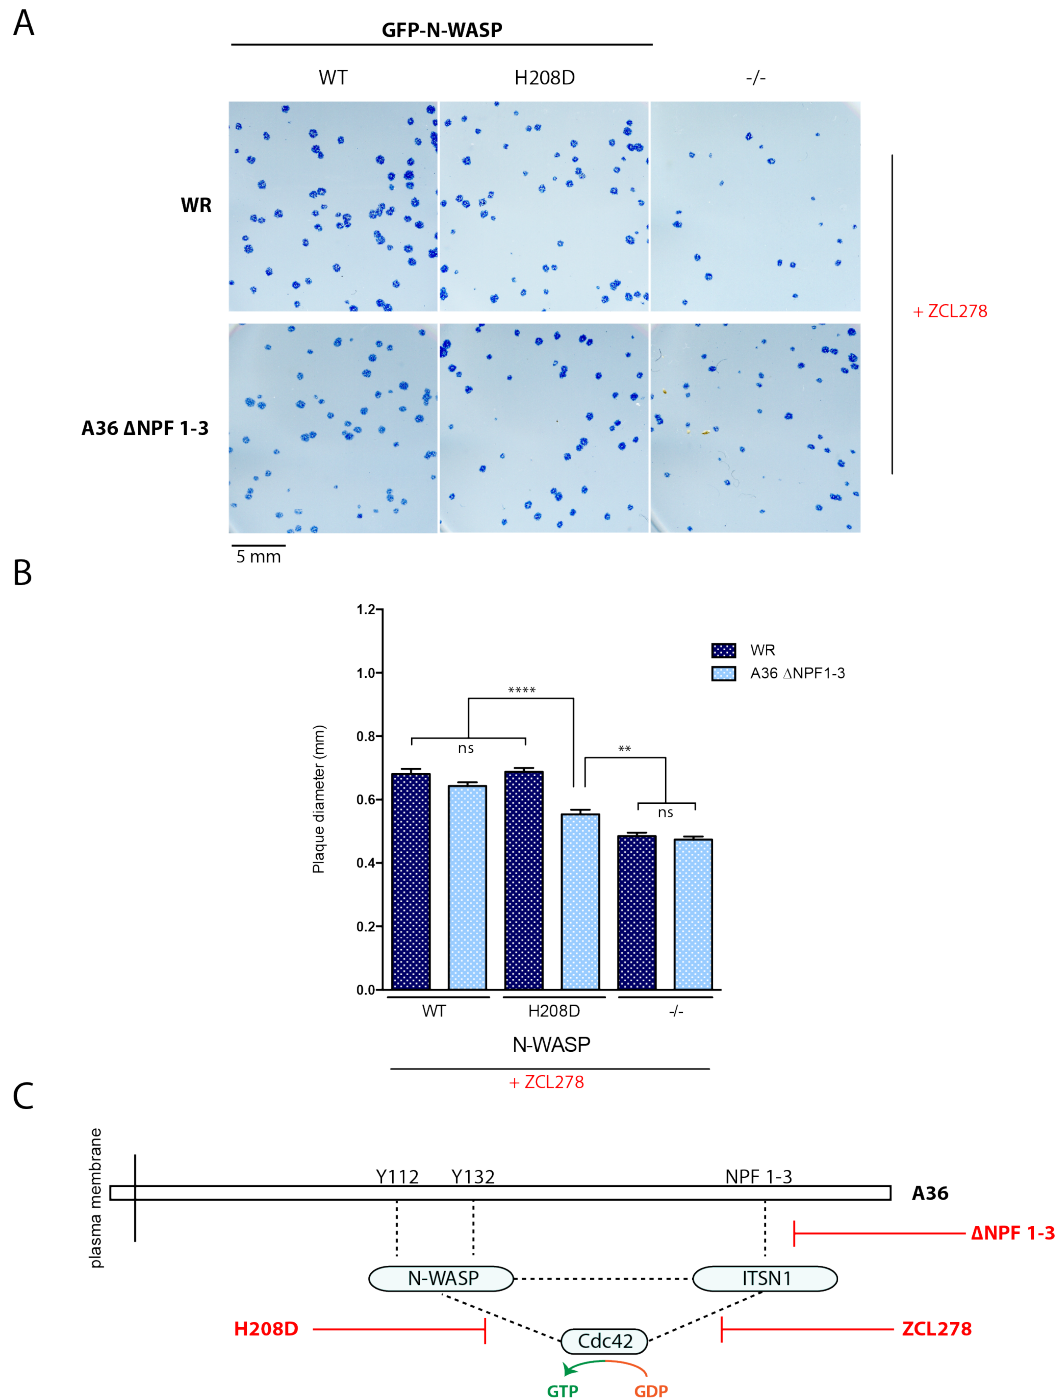 A
GFP-N-WASP
WT H208D -/-
WR
+ ZCL278
A36 ΔNPF 1-3
5 mm
B
1.2
1.0
0.8
0.6
0.4
0.2
0.0
Plaque diameter (mm)
WR
A36 ΔNPF1-3
****
ns
**
ns
WT H208D -/-
N-WASP
+ ZCL278
C
plasma membrane
Y112 Y132 NPF 1-3
A36
ΔNPF 1-3
N-WASP ITSN1
H208D ZCL278
Cdc42
GTP GDP